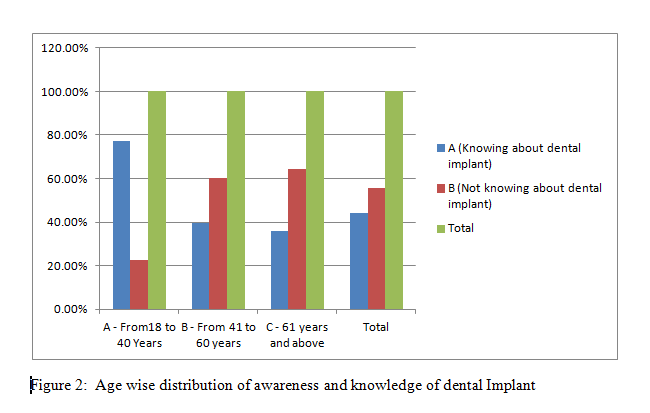 120.00%
100.00%
80.00%
60.00%
40.00%
20.00%
0.00%
A - From18 to
40 Years
B - From 41 to
60 years
C - 61 years
and above
Total
A (Knowing about dental
implant)
B (Not knowing about dental
implant)
Total
Figure 2:  Age wise distribution of awareness and knowledge of dental Implant